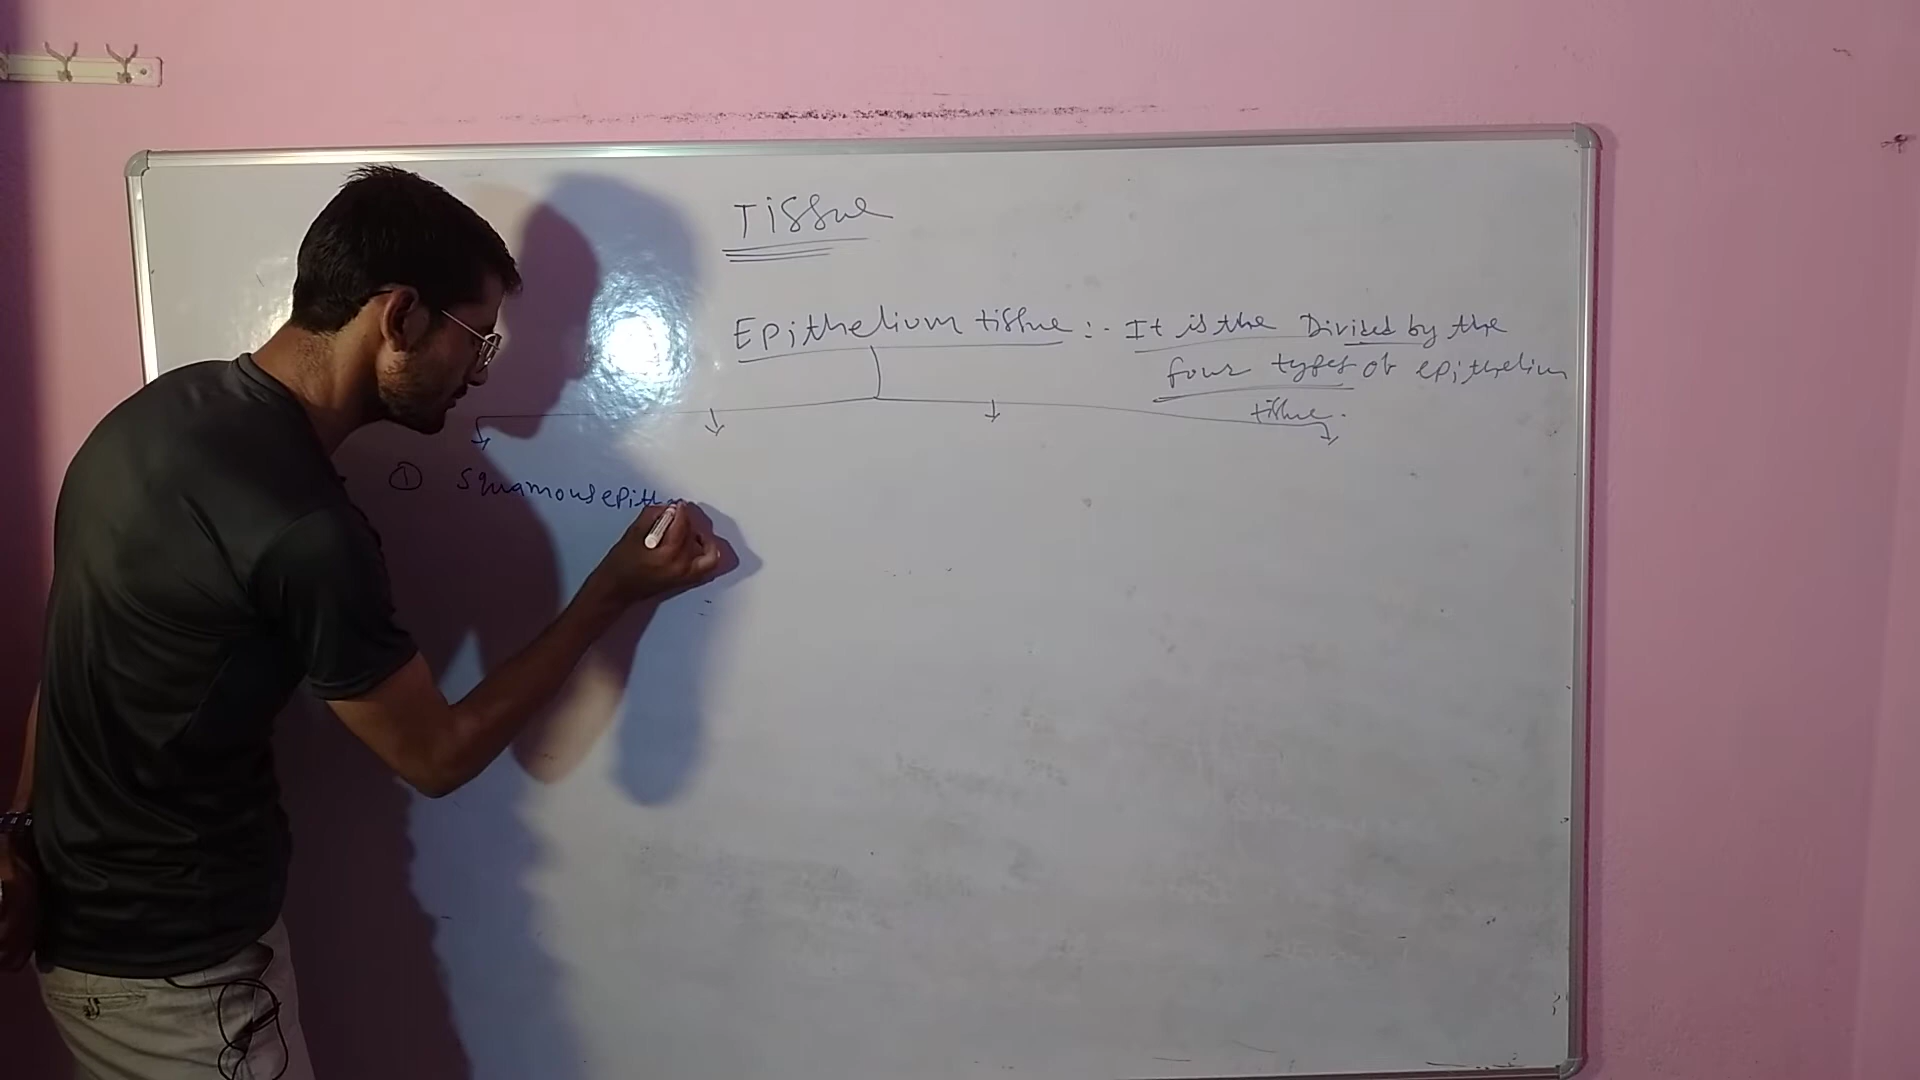 Tissue
Epithelium tissue :- It is the Divided by the
four types of epithelium
tissue.
① Squamous epith